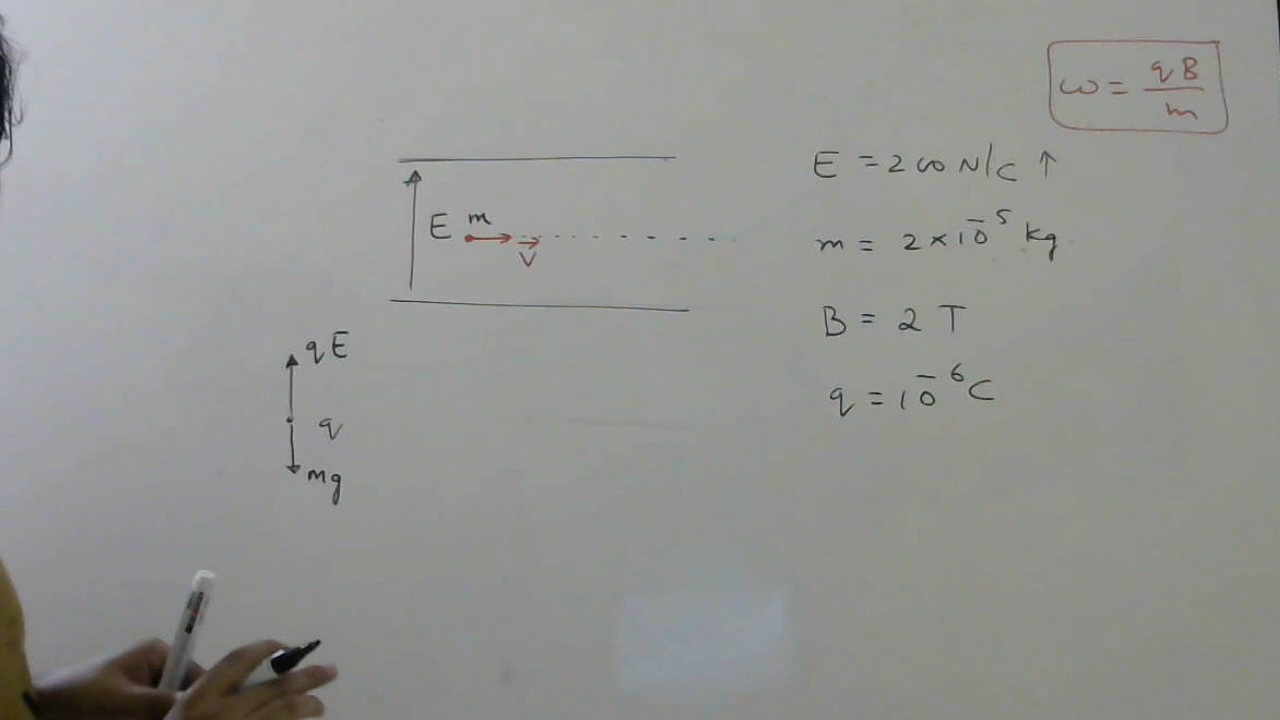 ω = qB/m
E = 200 N/C ↑
m = 2 × 10⁻⁵ kg
B = 2 T
q = 10⁻⁶ C
E m
v
qE
q
mg